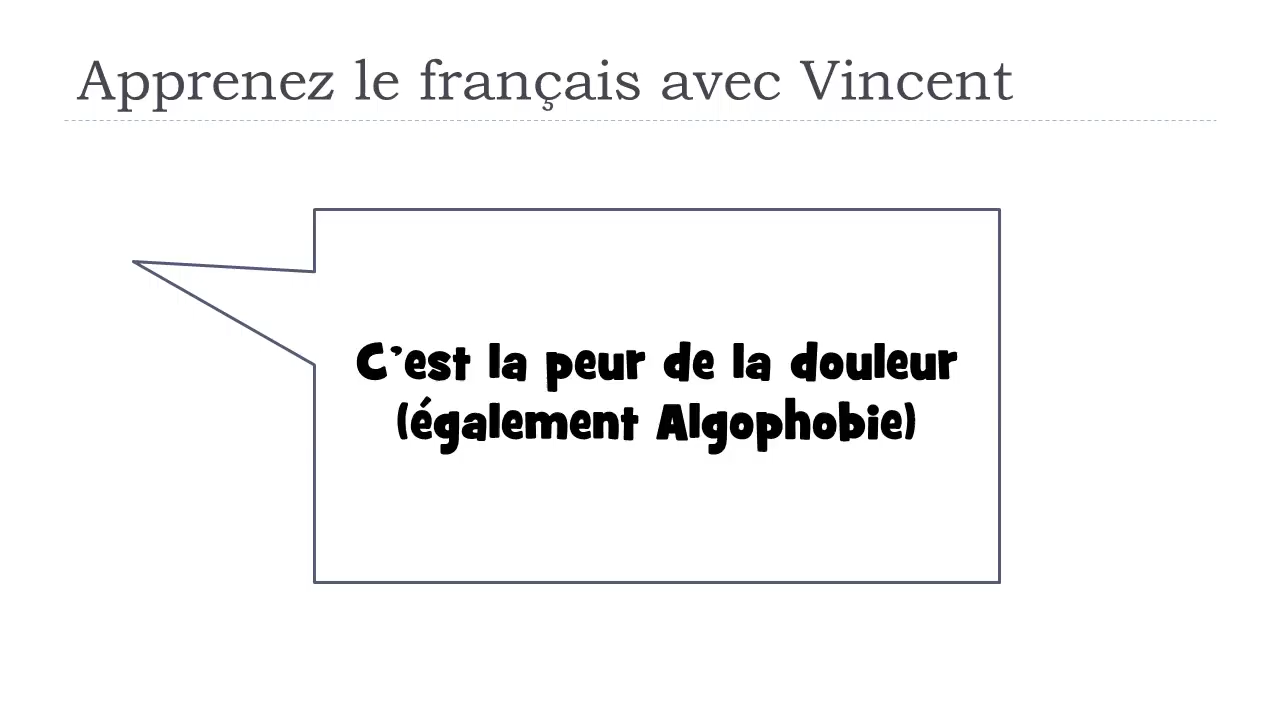 Apprenez le français avec Vincent
C’est la peur de la douleur
(également Algophobie)